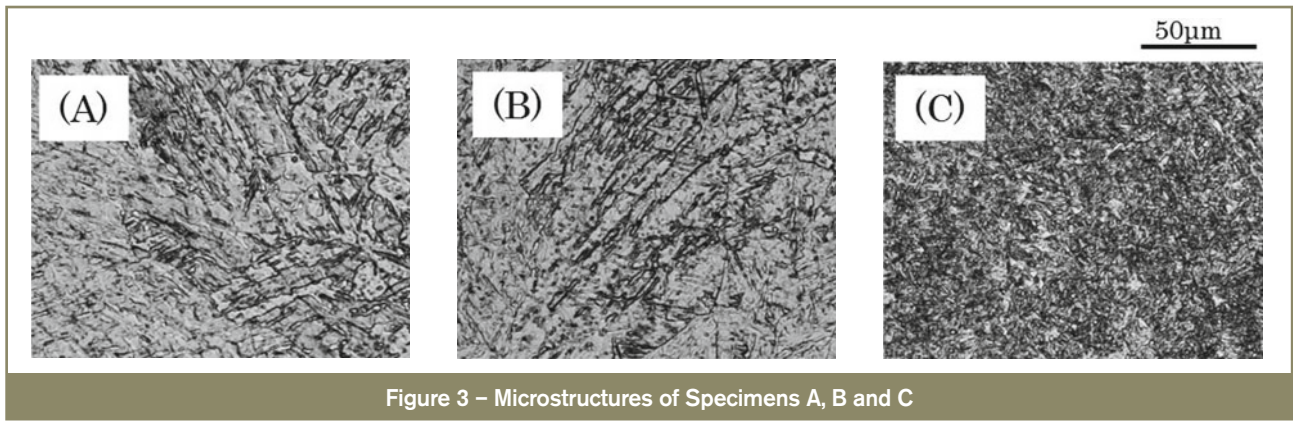 50μm
(A)
(B)
(C)
Figure 3 – Microstructures of Specimens A, B and C